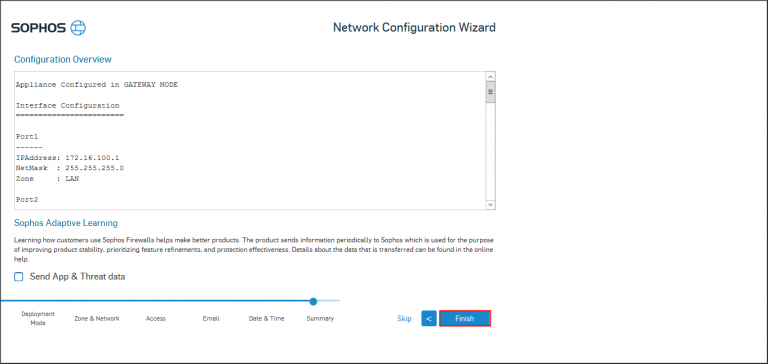 SOPHOS
Network Configuration Wizard
Configuration Overview
Appliance Configured in GATEWAY MODE
Interface Configuration
========================
Port1
------
IPAddress: 172.16.100.1
NetMask : 255.255.255.0
Zone : LAN
Port2
Sophos Adaptive Learning
Learning how customers use Sophos Firewalls helps make better products. The product sends information periodically to Sophos which is used for the purpose
of improving product stability, prioritizing feature refinements, and protection effectiveness. Details about the data that is transferred can be found in the online
help.
Send App & Threat data
Deployment
Mode
Zone & Network
Access
Email
Date & Time
Summary
Skip
<
Finish